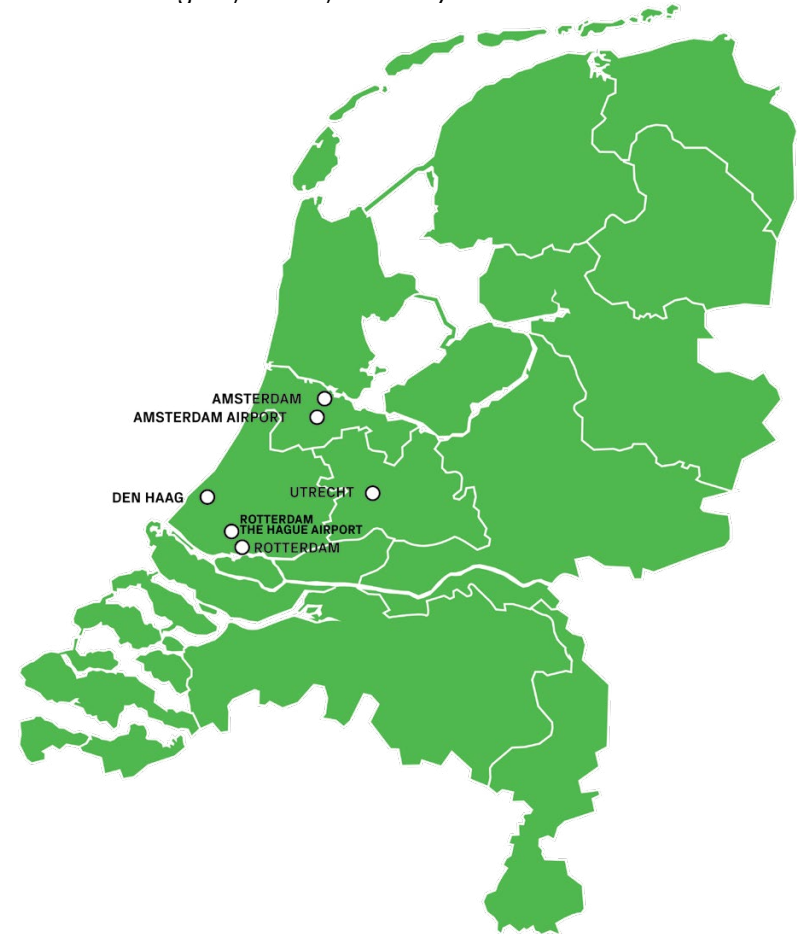 AMSTERDAM
AMSTERDAM AIRPORT
DEN HAAG
UTRECHT
ROTTERDAM
THE HAGUE AIRPORT
ROTTERDAM